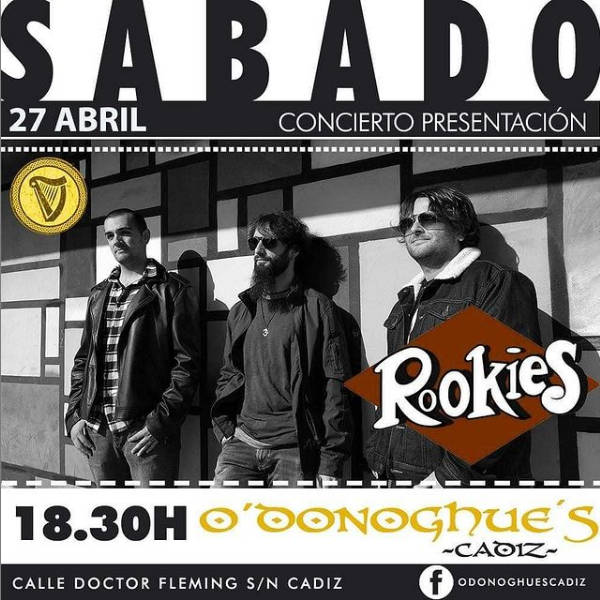 SABADO
27 ABRIL
CONCIERTO PRESENTACIÓN
RooKieS
18.30H O'DONOGHUE'S
-CADIZ-
CALLE DOCTOR FLEMING S/N CADIZ
f ODONOGHUESCADIZ